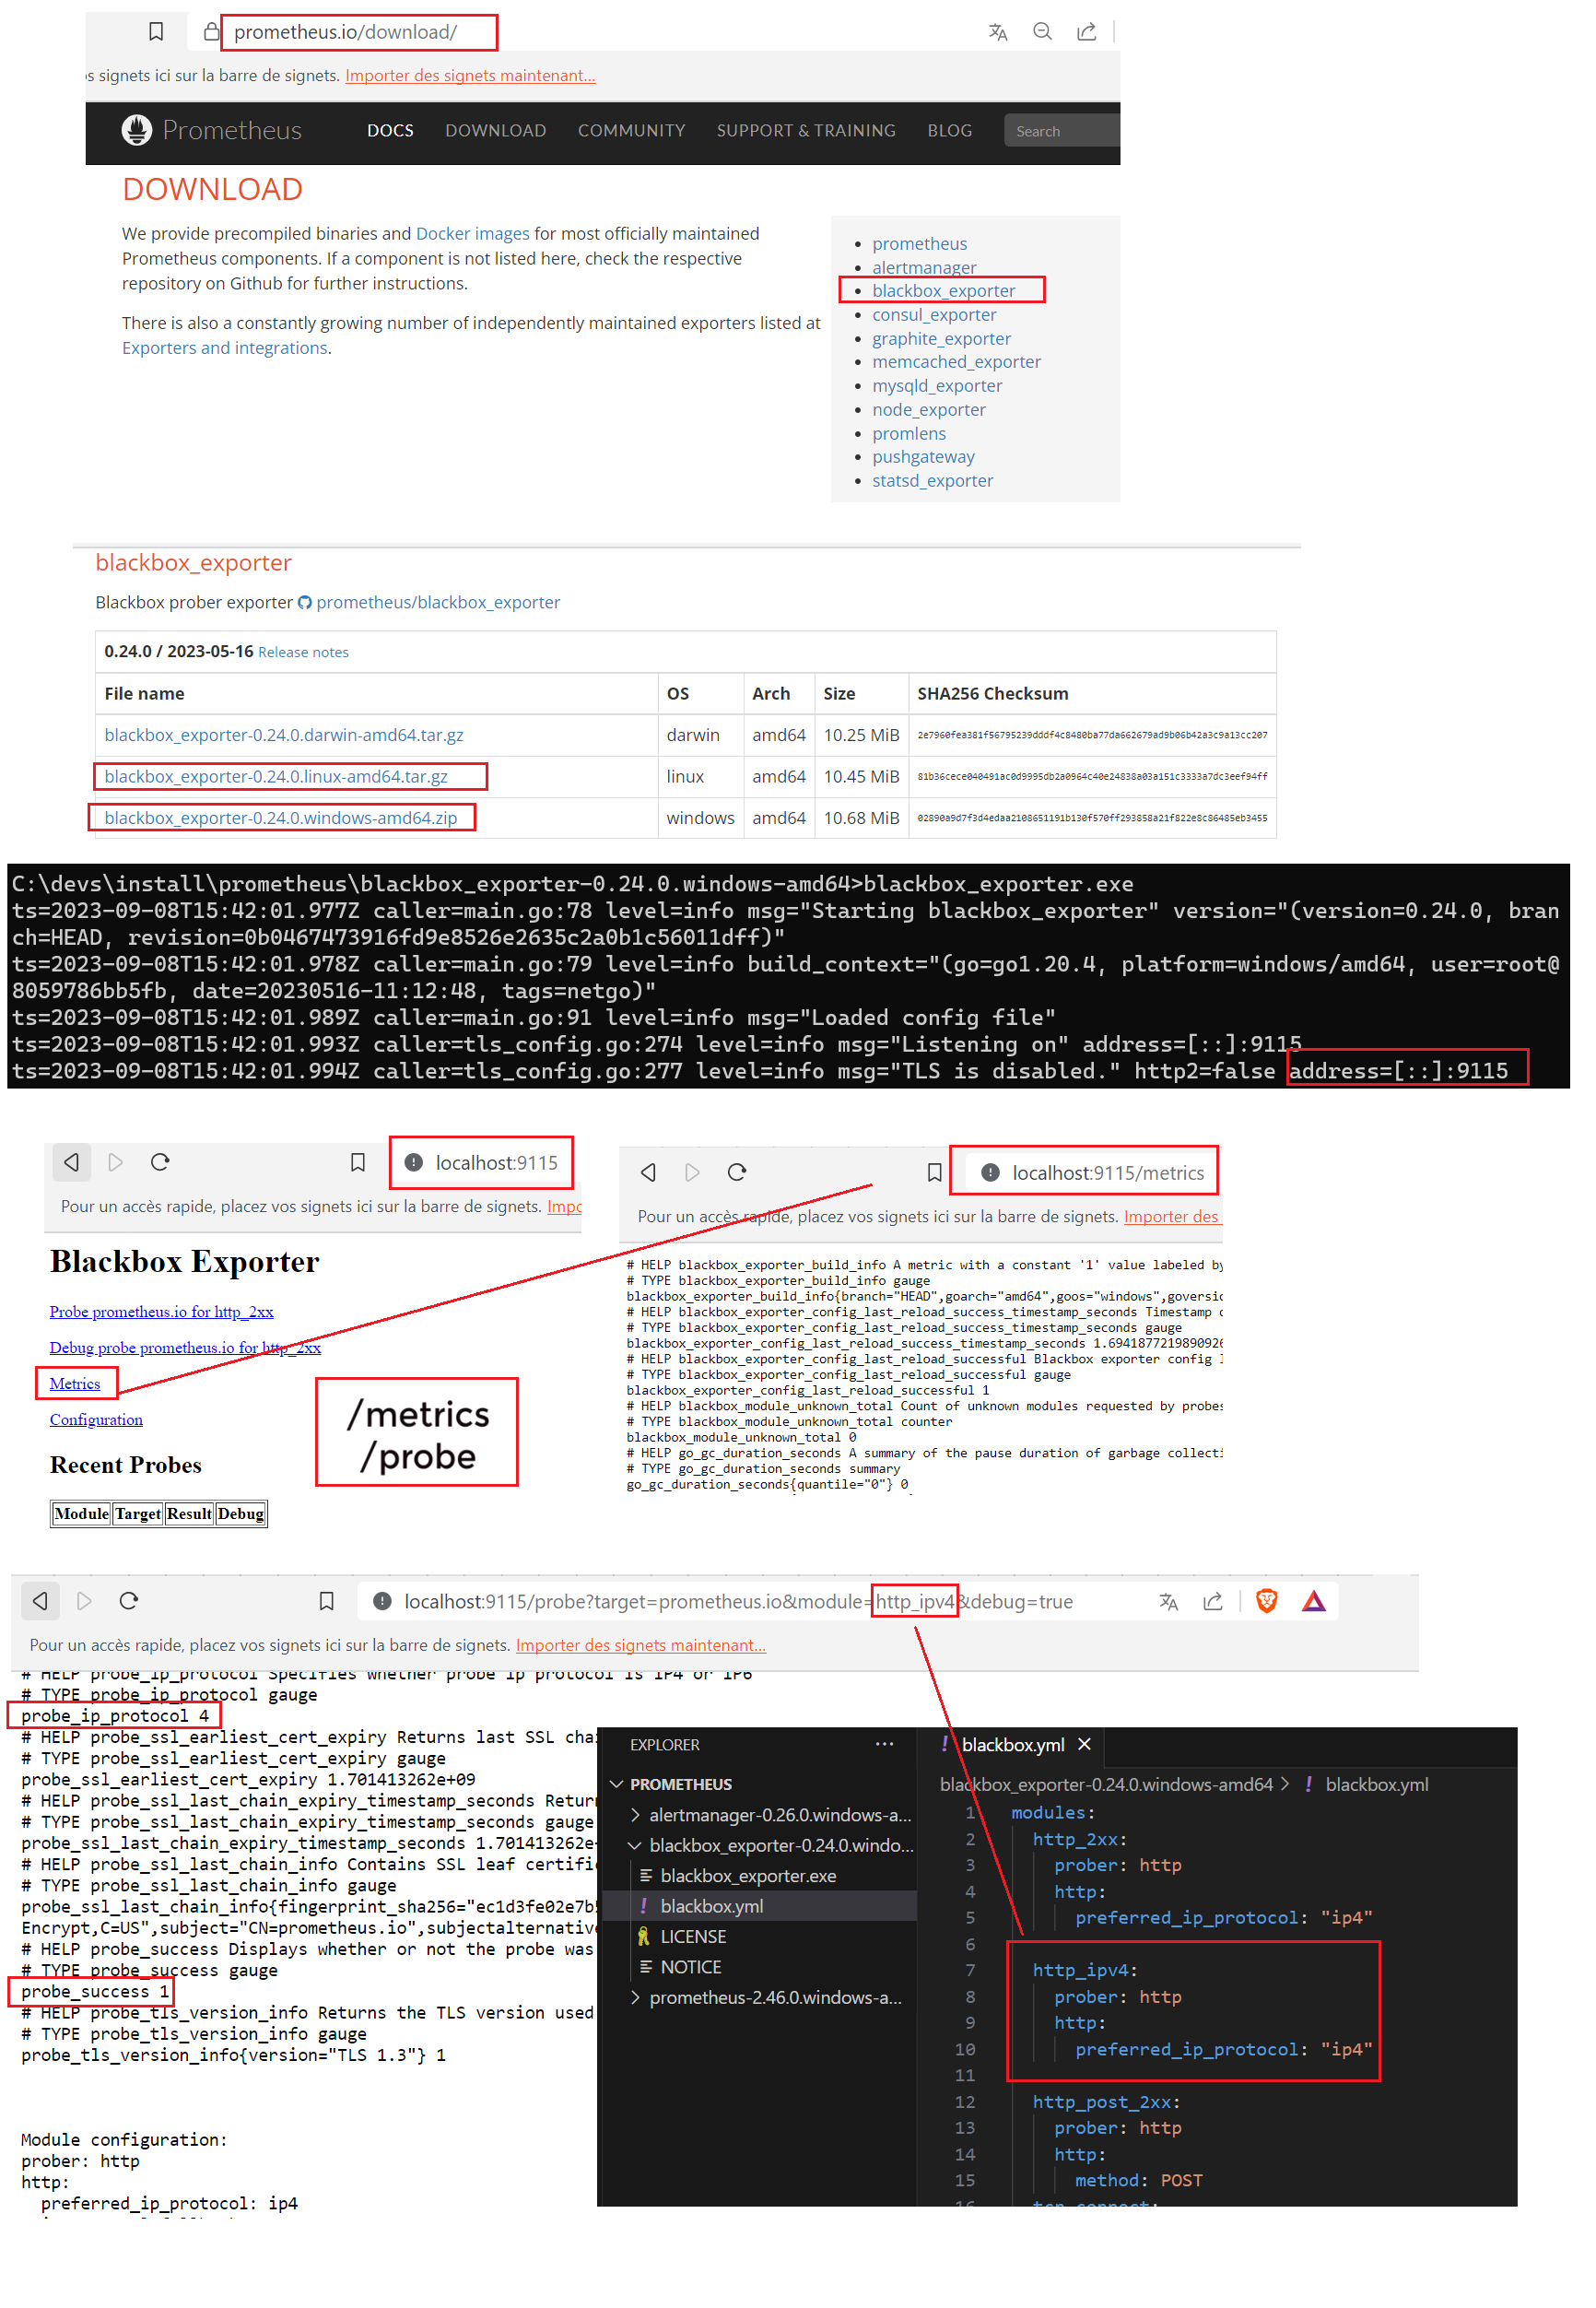 prometheus.io/download/
os signets ici sur la barre de signets. Importer des signets maintenant...
Prometheus DOCS DOWNLOAD COMMUNITY SUPPORT & TRAINING BLOG Search
DOWNLOAD
We provide precompiled binaries and Docker images for most officially maintained
Prometheus components. If a component is not listed here, check the respective
repository on Github for further instructions.
There is also a constantly growing number of independently maintained exporters listed at
Exporters and integrations.
prometheus
alertmanager
blackbox_exporter
consul_exporter
graphite_exporter
memcached_exporter
mysqld_exporter
node_exporter
promlens
pushgateway
statsd_exporter
blackbox_exporter
Blackbox prober exporter prometheus/blackbox_exporter
0.24.0 / 2023-05-16 Release notes
File name OS Arch Size SHA256 Checksum
blackbox_exporter-0.24.0.darwin-amd64.tar.gz darwin amd64 10.25 MiB 2e7960fea381f56795239dddf4c8480ba77da662679ad9b06b42a3c9a13cc207
blackbox_exporter-0.24.0.linux-amd64.tar.gz linux amd64 10.45 MiB 81b36cece040491ac0d9995db2a0964c40e24838a03a151c3333a7dc3eef94ff
blackbox_exporter-0.24.0.windows-amd64.zip windows amd64 10.68 MiB 02890a9d7f3d4edaa2108651191b130f570ff293858a21f822e8c86485eb3455
C:\devs\install\prometheus\blackbox_exporter-0.24.0.windows-amd64>blackbox_exporter.exe
ts=2023-09-08T15:42:01.977Z caller=main.go:78 level=info msg="Starting blackbox_exporter" version="(version=0.24.0, bran
ch=HEAD, revision=0b0467473916fd9e8526e2635c2a0b1c56011dff)"
ts=2023-09-08T15:42:01.978Z caller=main.go:79 level=info build_context="(go=go1.20.4, platform=windows/amd64, user=root@
8059786bb5fb, date=20230516-11:12:48, tags=netgo)"
ts=2023-09-08T15:42:01.989Z caller=main.go:91 level=info msg="Loaded config file"
ts=2023-09-08T15:42:01.993Z caller=tls_config.go:274 level=info msg="Listening on" address=[::]:9115
ts=2023-09-08T15:42:01.994Z caller=tls_config.go:277 level=info msg="TLS is disabled." http2=false address=[::]:9115
localhost:9115
Pour un accès rapide, placez vos signets ici sur la barre de signets. Impo
Blackbox Exporter
Probe prometheus.io for http_2xx
Debug probe prometheus.io for http_2xx
Metrics
Configuration
Recent Probes
Module Target Result Debug
/metrics
/probe
localhost:9115/metrics
Pour un accès rapide, placez vos signets ici sur la barre de signets. Importer des
# HELP blackbox_exporter_build_info A metric with a constant '1' value labeled by
# TYPE blackbox_exporter_build_info gauge
blackbox_exporter_build_info{branch="HEAD",goarch="amd64",goos="windows",goversic
# HELP blackbox_exporter_config_last_reload_success_timestamp_seconds Timestamp o
# TYPE blackbox_exporter_config_last_reload_success_timestamp_seconds gauge
blackbox_exporter_config_last_reload_success_timestamp_seconds 1.6941877219890926
# HELP blackbox_exporter_config_last_reload_successful Blackbox exporter config l
# TYPE blackbox_exporter_config_last_reload_successful gauge
blackbox_exporter_config_last_reload_successful 1
# HELP blackbox_module_unknown_total Count of unknown modules requested by probes
# TYPE blackbox_module_unknown_total counter
blackbox_module_unknown_total 0
# HELP go_gc_duration_seconds A summary of the pause duration of garbage collecti
# TYPE go_gc_duration_seconds summary
go_gc_duration_seconds{quantile="0"} 0
localhost:9115/probe?target=prometheus.io&module=http_ipv4&debug=true
Pour un accès rapide, placez vos signets ici sur la barre de signets. Importer des signets maintenant...
# HELP probe_ip_protocol Specifies whether probe ip protocol is IP4 or IP6
# TYPE probe_ip_protocol gauge
probe_ip_protocol 4
# HELP probe_ssl_earliest_cert_expiry Returns last SSL chai
# TYPE probe_ssl_earliest_cert_expiry gauge
probe_ssl_earliest_cert_expiry 1.701413262e+09
# HELP probe_ssl_last_chain_expiry_timestamp_seconds Return
# TYPE probe_ssl_last_chain_expiry_timestamp_seconds gauge
probe_ssl_last_chain_expiry_timestamp_seconds 1.701413262e+
# HELP probe_ssl_last_chain_info Contains SSL leaf certific
# TYPE probe_ssl_last_chain_info gauge
probe_ssl_last_chain_info{fingerprint_sha256="ec1d3fe02e7b5
Encrypt,C=US",subject="CN=prometheus.io",subjectalternative
# HELP probe_success Displays whether or not the probe was
# TYPE probe_success gauge
probe_success 1
# HELP probe_tls_version_info Returns the TLS version used
# TYPE probe_tls_version_info gauge
probe_tls_version_info{version="TLS 1.3"} 1
Module configuration:
prober: http
http:
preferred_ip_protocol: ip4
EXPLORER ...
PROMETHEUS
alertmanager-0.26.0.windows-a...
blackbox_exporter-0.24.0.windo...
blackbox_exporter.exe
! blackbox.yml
LICENSE
NOTICE
prometheus-2.46.0.windows-a...
! blackbox.yml
blackbox_exporter-0.24.0.windows-amd64 > ! blackbox.yml
1 modules:
2 http_2xx:
3 prober: http
4 http:
5 preferred_ip_protocol: "ip4"
6
7 http_ipv4:
8 prober: http
9 http:
10 preferred_ip_protocol: "ip4"
11
12 http_post_2xx:
13 prober: http
14 http:
15 method: POST
16 tcp_connect: